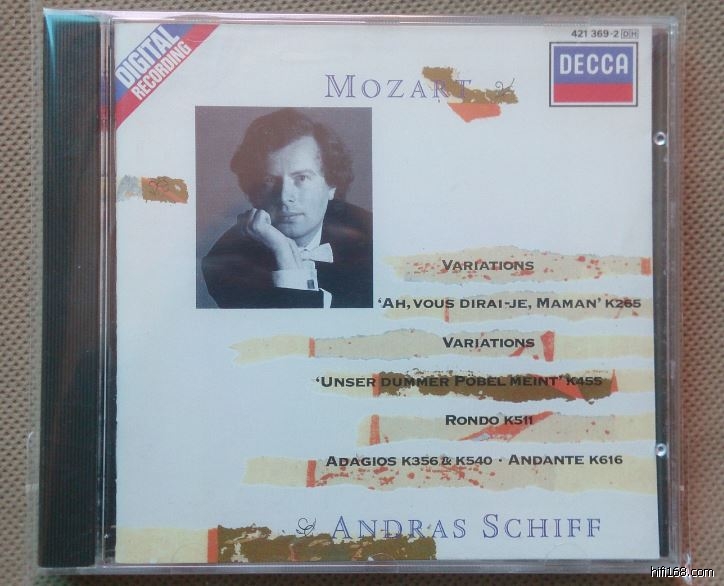 421 369-2 DH
DIGITAL
RECORDING
DECCA
MOZART
VARIATIONS
‘AH, VOUS DIRAI-JE, MAMAN’ K265
VARIATIONS
‘UNSER DUMMER PÖBEL MEINT’ K455
RONDO K511
ADAGIOS K356 & K540 · ANDANTE K616
ANDRAS SCHIFF
hifi168.com